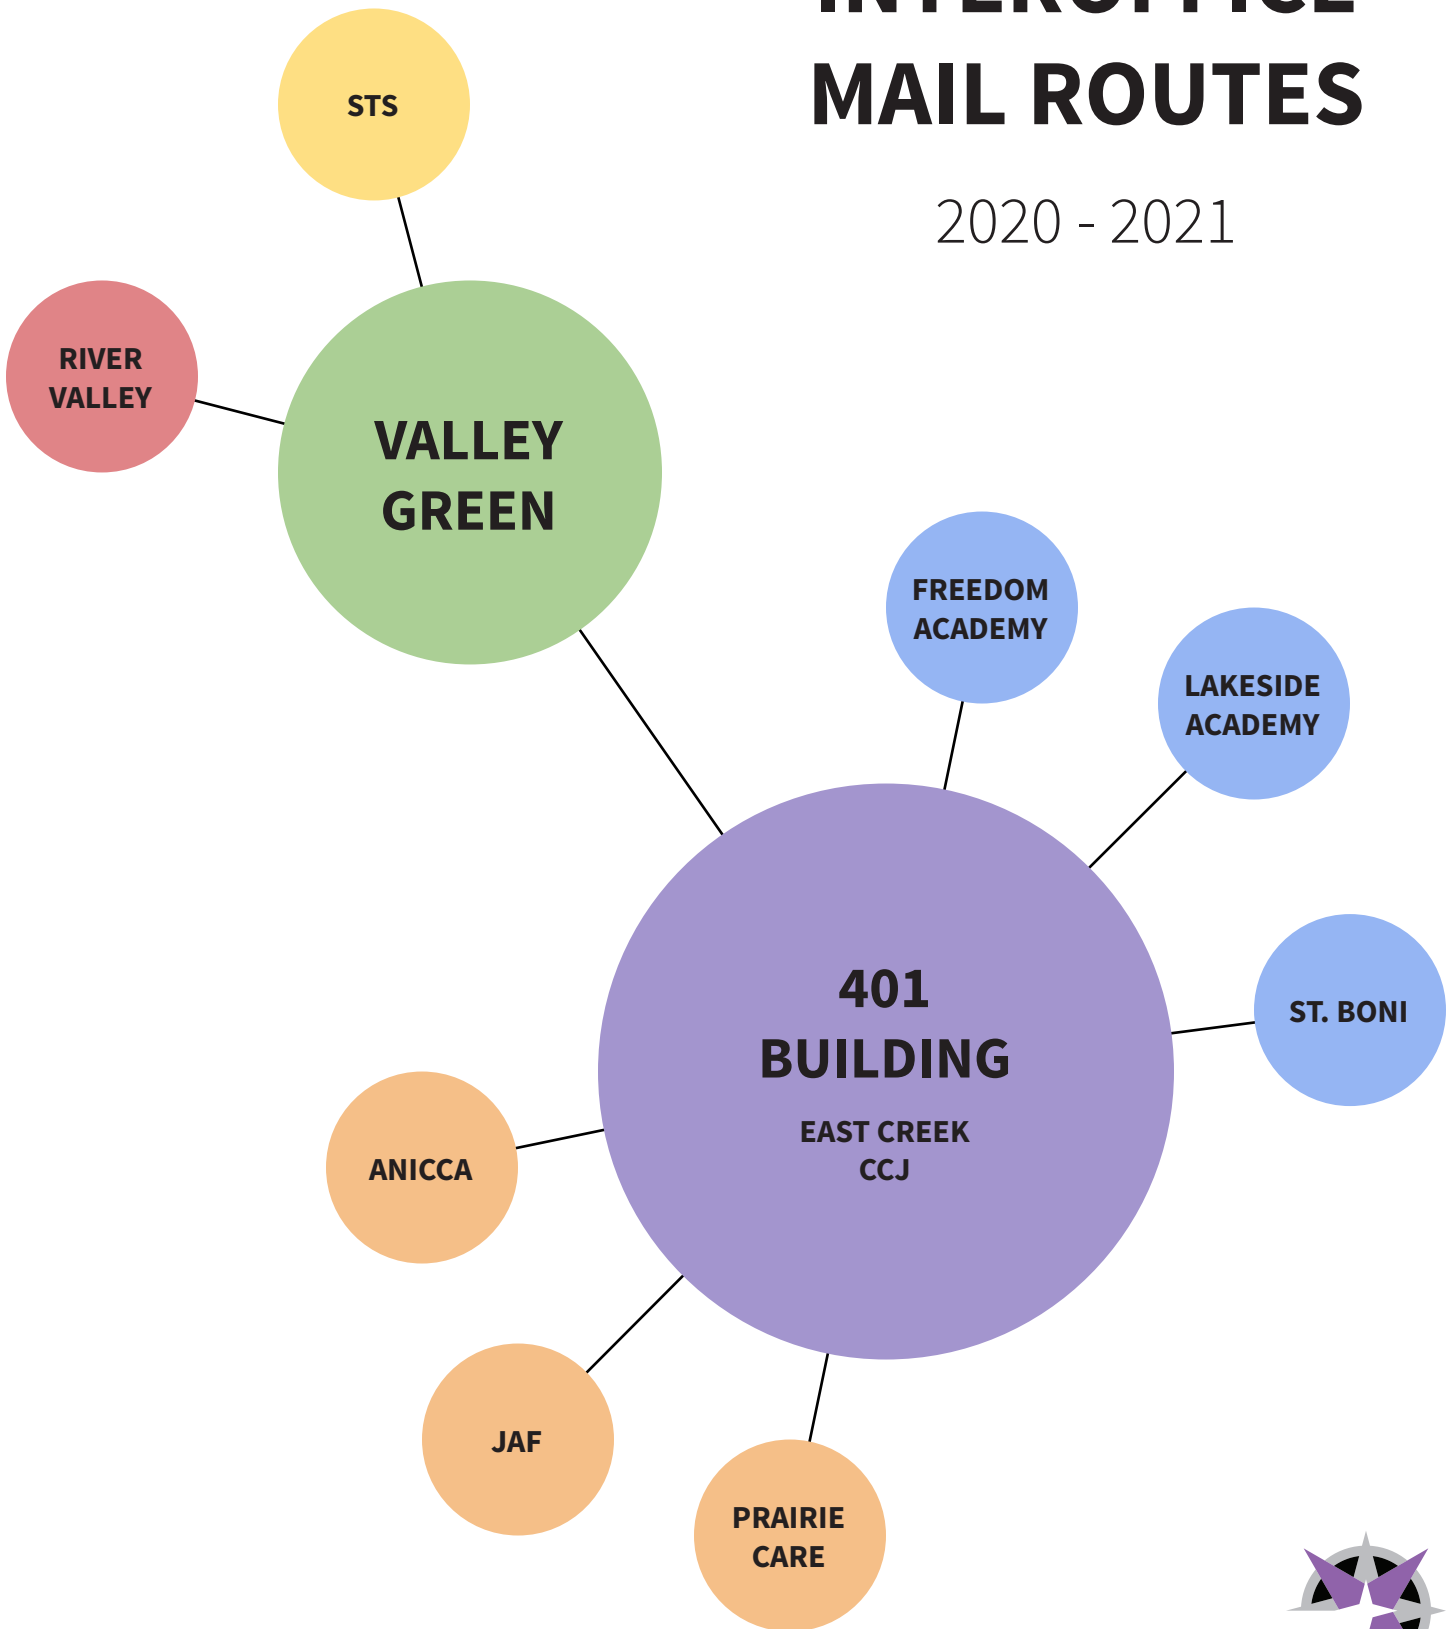 INTEROFFICE
MAIL ROUTES
2020 - 2021
STS
RIVER
VALLEY
VALLEY
GREEN
FREEDOM
ACADEMY
LAKESIDE
ACADEMY
ST. BONI
401
BUILDING
EAST CREEK
CCJ
ANICCA
JAF
PRAIRIE
CARE